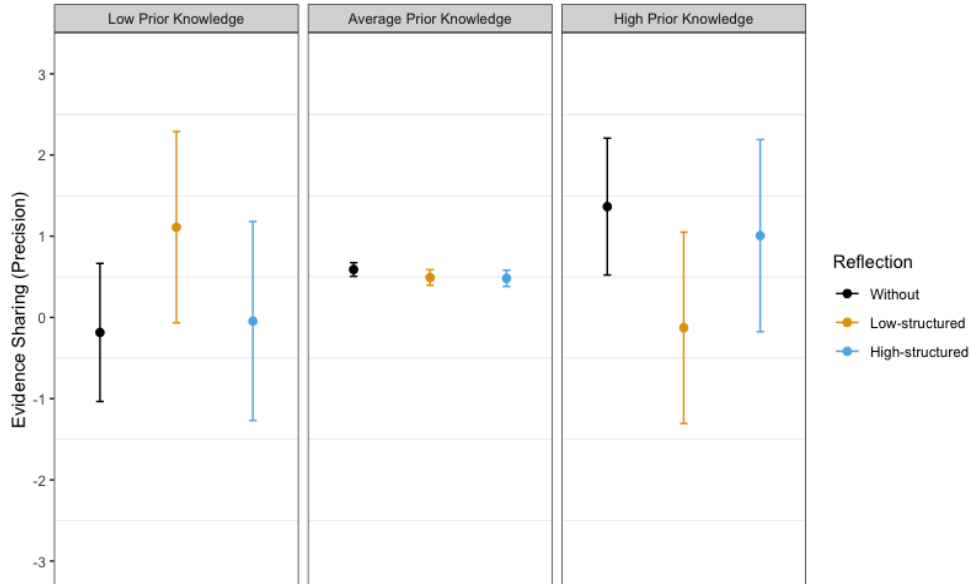 Low Prior Knowledge
Average Prior Knowledge
High Prior Knowledge
Evidence Sharing (Precision)
3
2
1
0
-1
-2
-3
Reflection
Without
Low-structured
High-structured